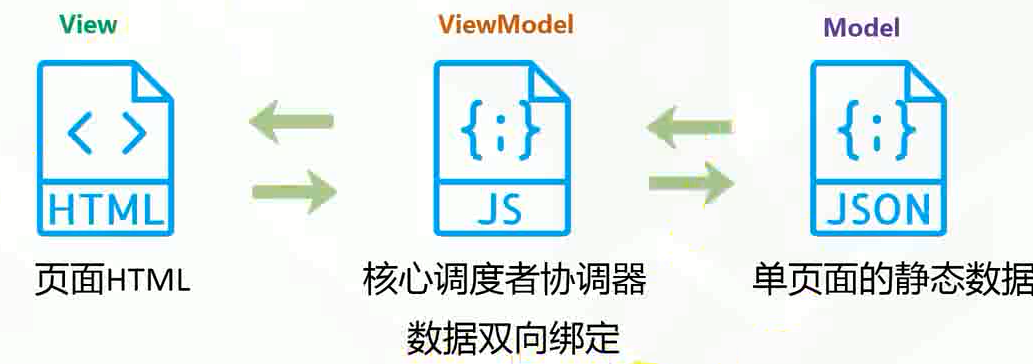 View ViewModel Model
< > { ; } { ; }
HTML JS JSON
页面HTML 核心调度者协调器 单页面的静态数据
数据双向绑定